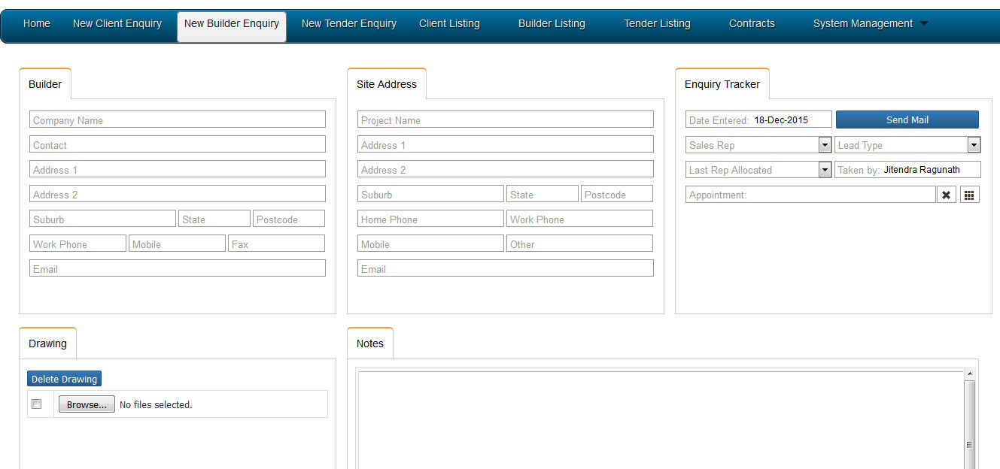 Home New Client Enquiry New Builder Enquiry New Tender Enquiry Client Listing Builder Listing Tender Listing Contracts System Management
Builder
Company Name
Contact
Address 1
Address 2
Suburb State Postcode
Work Phone Mobile Fax
Email
Site Address
Project Name
Address 1
Address 2
Suburb State Postcode
Home Phone Work Phone
Mobile Other
Email
Enquiry Tracker
Date Entered: 18-Dec-2015 Send Mail
Sales Rep Lead Type
Last Rep Allocated Taken by: Jitendra Ragunath
Appointment:
Drawing
Delete Drawing
Browse... No files selected.
Notes